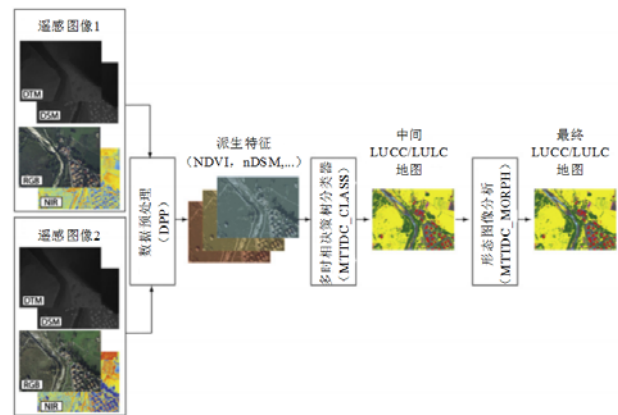 遥感图像1
DTM
DSM
RGB
NIR
遥感图像2
DTM
DSM
RGB
NIR
数据预处理
(DPP)
派生特征
(NDVI，nDSM,...)
多时相决策树分类器
(MTTDC_CLASS)
中间
LUCC/LULC
地图
形态图像分析
(MTTDC_MORPH)
最终
LUCC/LULC
地图